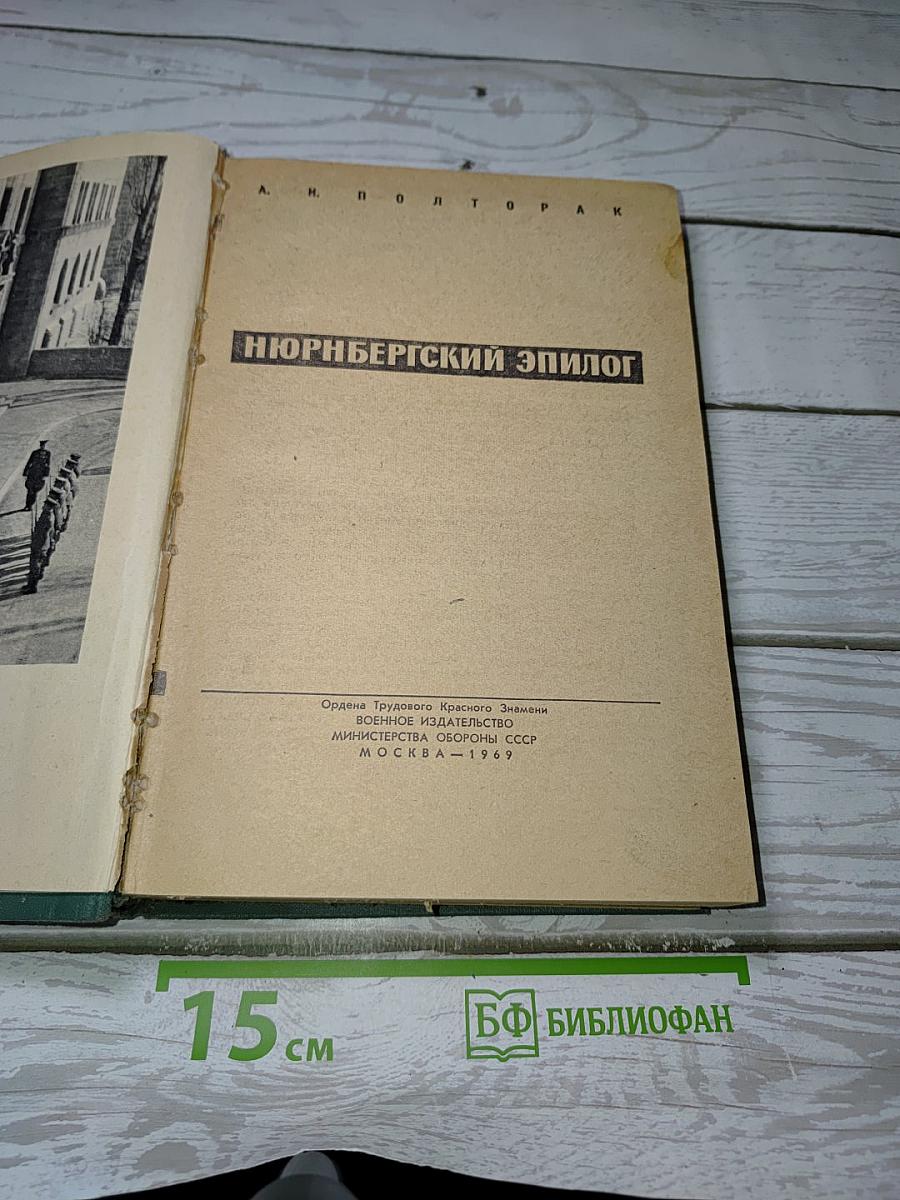 А. Н. ПОЛТОРАК
НЮРНБЕРГСКИЙ ЭПИЛОГ
Ордена Трудового Красного Знамени
ВОЕННОЕ ИЗДАТЕЛЬСТВО
МИНИСТЕРСТВА ОБОРОНЫ СССР
МОСКВА — 1969
15 см
БФ БИБЛИОФАН